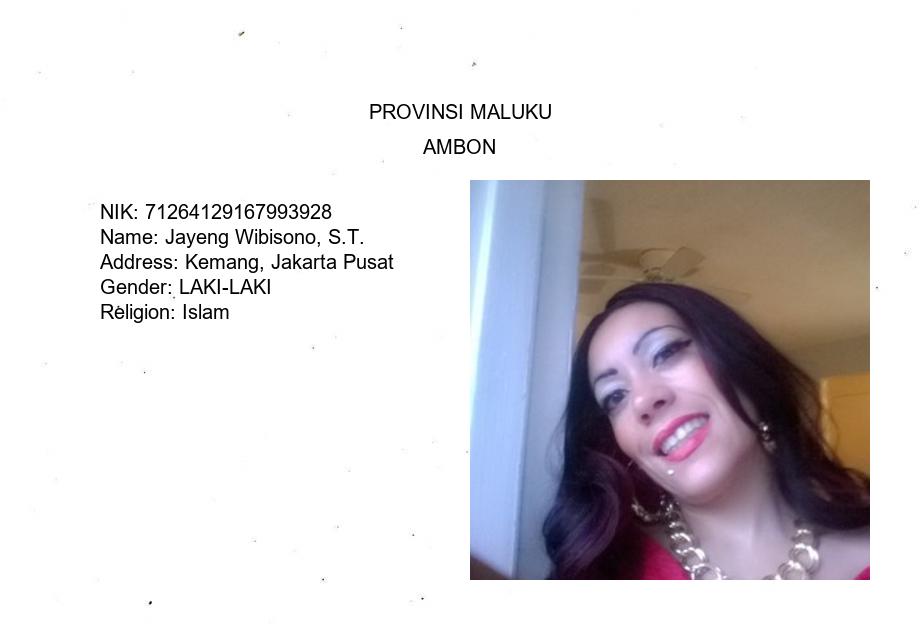 PROVINSI MALUKU
AMBON
NIK: 71264129167993928
Name: Jayeng Wibisono, S.T.
Address: Kemang, Jakarta Pusat
Gender: LAKI-LAKI
Religion: Islam